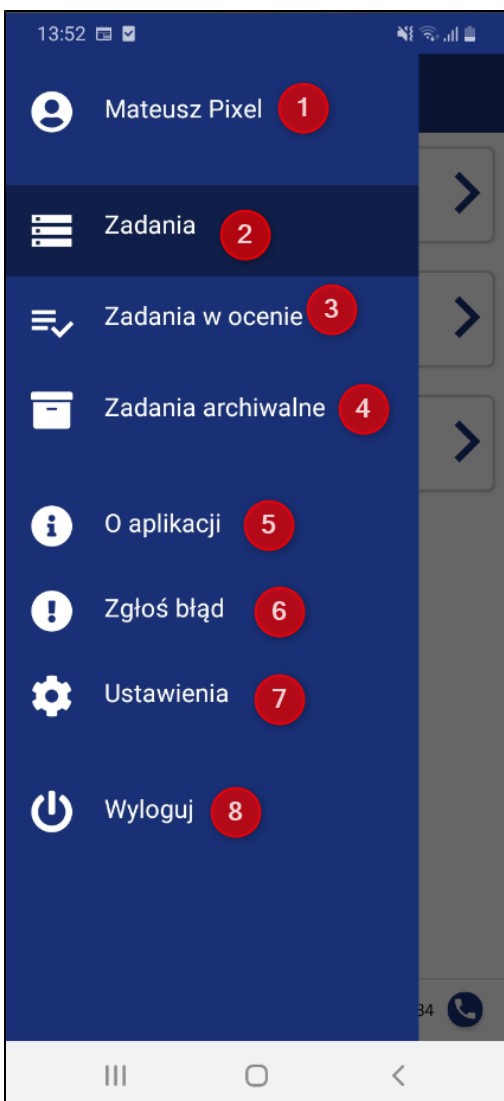 13:52
Mateusz Pixel 1
Zadania 2
Zadania w ocenie 3
Zadania archiwalne 4
O aplikacji 5
Zgłoś błąd 6
Ustawienia 7
Wyloguj 8
34